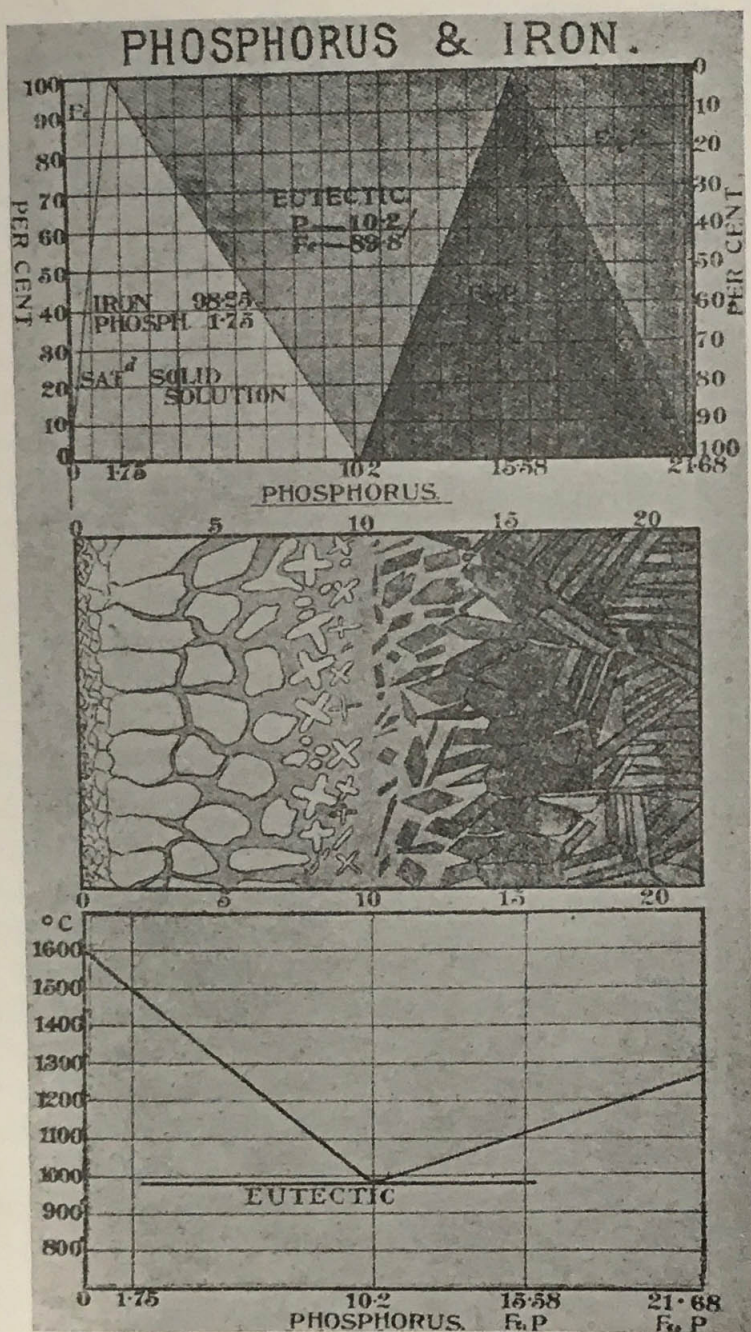 PHOSPHORUS & IRON.
100
90
80
70
60
50
40
30
20
10
0
PER CENT
Fe
EUTECTIC.
P — 10·2
Fe — 89·8
IRON 98·25
PHOSPH. 1·75
SATd SOLID
SOLUTION
0
10
20
30
40
50
60
70
80
90
100
PER CENT
0 1·75 10·2 15·58 21·68
PHOSPHORUS.
0 5 10 15 20
0 5 10 15 20
°C
1600
1500
1400
1300
1200
1100
1000
900
800
EUTECTIC
0 1·75 10·2 15·58 21·68
PHOSPHORUS. P P